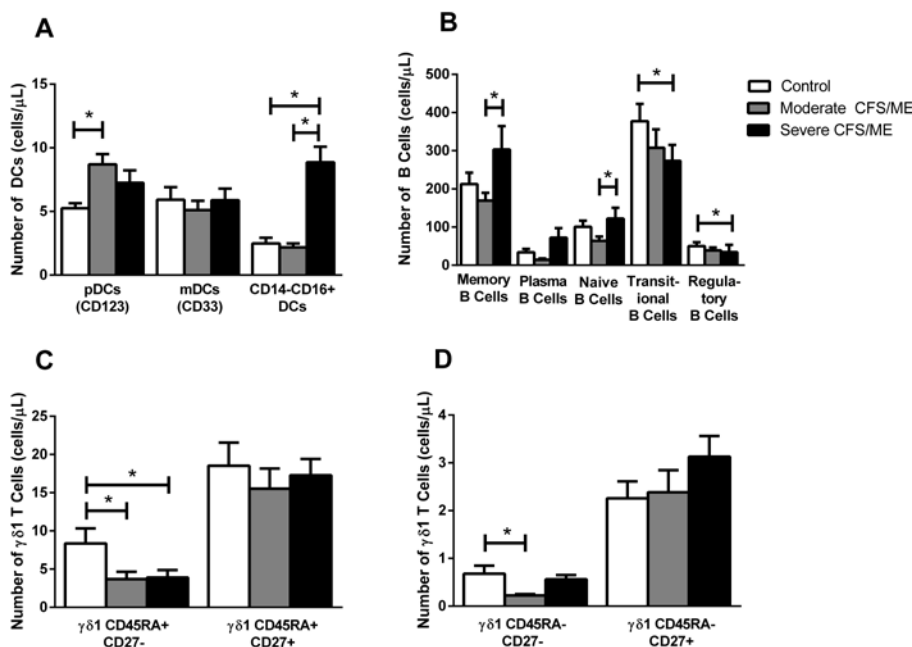 A
Number of DCs (cells/μL)
15
10
5
0
*
*
*
pDCs
(CD123)
mDCs
(CD33)
CD14-CD16+
DCs
B
Number of B Cells (cells/μL)
500
400
300
200
100
0
*
*
*
*
Memory
B Cells
Plasma
B Cells
Naive
B Cells
Transit-
ional
B Cells
Regula-
tory
B Cells
Control
Moderate CFS/ME
Severe CFS/ME
C
Number of γδ1 T Cells (cells/μL)
25
20
15
10
5
0
*
*
γδ1 CD45RA+
CD27-
γδ1 CD45RA+
CD27+
D
Number of γδ1 T Cells (cells/μL)
4
3
2
1
0
*
γδ1 CD45RA-
CD27-
γδ1 CD45RA-
CD27+